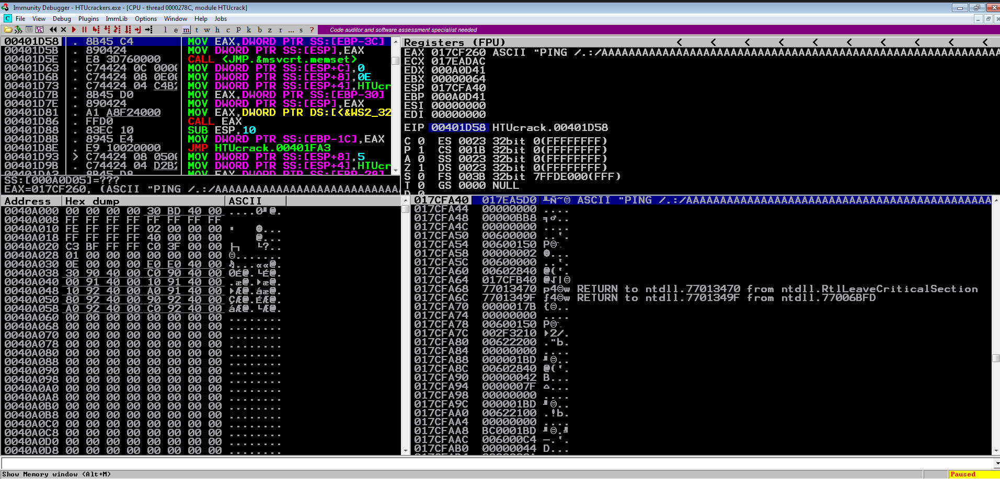 Immunity Debugger - HTUcrackers.exe - [CPU - thread 0000278C, module HTUcrack]
C File View Debug Plugins ImmLib Options Window Help Jobs
l e m t w h c P k b z r ... s ? Code auditor and software assessment specialist needed
00401D58 . 8B45 C4 MOV EAX,DWORD PTR SS:[EBP-3C]
00401D5B . 890424 MOV DWORD PTR SS:[ESP],EAX
00401D5E . E8 3D760000 CALL <JMP.&msvcrt.memset>
00401D63 . C74424 0C 0000 MOV DWORD PTR SS:[ESP+C],0
00401D6B . C74424 08 0E00 MOV DWORD PTR SS:[ESP+8],0E
00401D73 . C74424 04 C4B2 MOV DWORD PTR SS:[ESP+4],HTUcr
00401D7B . 8B45 D0 MOV EAX,DWORD PTR SS:[EBP-30]
00401D7E . 890424 MOV DWORD PTR SS:[ESP],EAX
00401D81 . A1 A8F24000 MOV EAX,DWORD PTR DS:[<&WS2_32
00401D86 . FFD0 CALL EAX
00401D88 . 83EC 10 SUB ESP,10
00401D8B . 8945 E4 MOV DWORD PTR SS:[EBP-1C],EAX
00401D8E . E9 10020000 JMP HTUcrack.00401FA3
00401D93 > C74424 08 0500 MOV DWORD PTR SS:[ESP+8],5
00401D9B . C74424 04 D2B2 MOV DWORD PTR SS:[ESP+4],HTUcr
00401DA3 . 8B45 D8 MOV EAX,DWORD PTR SS:[EBP-28]
SS:[000A0D05]=???
EAX=017CF260, (ASCII "PING /.:/AAAAAAAAAAAAAAAAAAAAAAAAAAA
Registers (FPU) < < < < < < < < < <
EAX 017CF260 ASCII "PING /.:/AAAAAAAAAAAAAAAAAAAAAAAAAAAAAAAAAAAAAAAAAAAAAAAAAAAAAAAAAA
ECX 017EADAC
EDX 000A0D41
EBX 00000064
ESP 017CFA40
EBP 000A0D41
ESI 00000000
EDI 00000000
EIP 00401D58 HTUcrack.00401D58
C 0 ES 0023 32bit 0(FFFFFFFF)
P 1 CS 001B 32bit 0(FFFFFFFF)
A 0 SS 0023 32bit 0(FFFFFFFF)
Z 1 DS 0023 32bit 0(FFFFFFFF)
S 0 FS 003B 32bit 7FFDE000(FFF)
T 0 GS 0000 NULL
D 0
Address Hex dump ASCII
0040A000 00 00 00 00 30 BD 40 00 ....0╜@.
0040A008 FF FF FF FF FF FF FF FF
0040A010 FE FF FF FF 02 00 00 00 ■ ☻...
0040A018 FF FF FF FF 40 00 00 00 @...
0040A020 C3 BF FF FF C0 3F 00 00 ├┐ └?..
0040A028 01 00 00 00 00 00 00 00 ☺.......
0040A030 0E 00 00 00 E0 E0 40 00 ♫...αα@.
0040A038 30 90 40 00 C0 90 40 00 0É@.└É@.
0040A040 00 91 40 00 10 91 40 00 .æ@.►æ@.
0040A048 10 92 40 00 A0 91 40 00 ►Æ@.áæ@.
0040A050 80 92 40 00 90 92 40 00 ÇÆ@.ÉÆ@.
0040A058 A0 92 40 00 C0 92 40 00 áÆ@.└Æ@.
0040A060 00 00 00 00 00 00 00 00 ........
0040A068 00 00 00 00 00 00 00 00 ........
0040A070 00 00 00 00 00 00 00 00 ........
0040A078 00 00 00 00 00 00 00 00 ........
0040A080 00 00 00 00 00 00 00 00 ........
0040A088 00 00 00 00 00 00 00 00 ........
0040A090 00 00 00 00 00 00 00 00 ........
0040A098 00 00 00 00 00 00 00 00 ........
0040A0A0 00 00 00 00 00 00 00 00 ........
0040A0A8 00 00 00 00 00 00 00 00 ........
0040A0B0 00 00 00 00 00 00 00 00 ........
0040A0B8 00 00 00 00 00 00 00 00 ........
0040A0C0 00 00 00 00 00 00 00 00 ........
0040A0C8 00 00 00 00 00 00 00 00 ........
0040A0D0 00 00 00 00 00 00 00 00 ........
0040A0D8 00 00 00 00 00 00 00 00 ........
017CFA40 017EA5D0 ╨Ñ~☺ ASCII "PING /.:/AAAAAAAAAAAAAAAAAAAAAAAAAAAAAAAAAAAAAAAAAAAAA
017CFA44 00000000 ....
017CFA48 00000BB8 ╕♂..
017CFA4C 00000000 ....
017CFA50 00600000 ..`.
017CFA54 00600150 P☺`.
017CFA58 00000002 ☻...
017CFA5C 00600000 ..`.
017CFA60 00602840 @(`.
017CFA64 017CFB40 @√|☺
017CFA68 77013470 p4☺w RETURN to ntdll.77013470 from ntdll.RtlLeaveCriticalSection
017CFA6C 7701349F ƒ4☺w RETURN to ntdll.7701349F from ntdll.77006BFD
017CFA70 0000017B {☺..
017CFA74 00000000 ....
017CFA78 00600150 P☺`.
017CFA7C 002F3210 ►2/.
017CFA80 00622200 ."b.
017CFA84 00000000 ....
017CFA88 000001BD ╜☺..
017CFA8C 00602840 @(`.
017CFA90 00000042 B...
017CFA94 0000007F ⌂...
017CFA98 00000000 ....
017CFA9C 000001BD ╜☺..
017CFAA0 00622100 .!b.
017CFAA4 00000000 ....
017CFAA8 BC0001BD ╜☺.╝
017CFAAC 006000C4 ─.`.
017CFAB0 00000044 D...
Show Memory window (Alt+M)
Paused